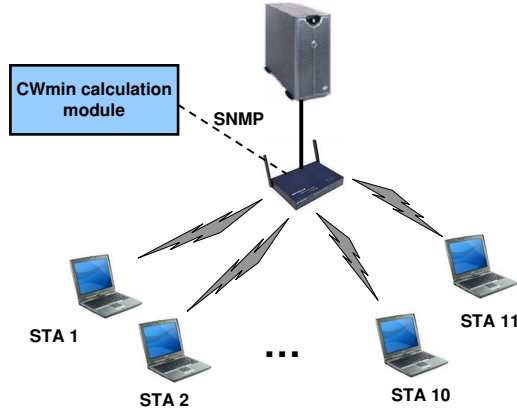 CWmin calculation
module
SNMP
STA 1
STA 2
...
STA 10
STA 11